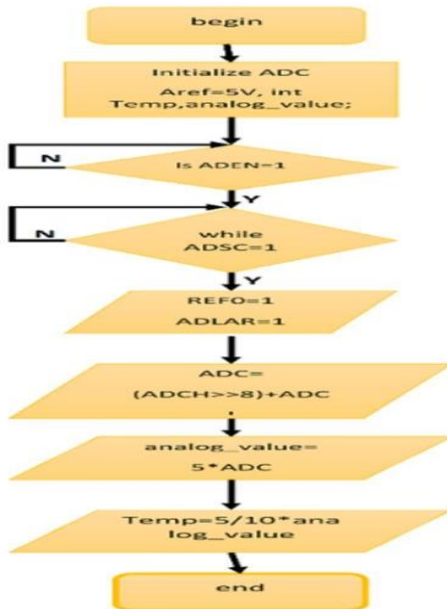 begin
Initialize ADC
Aref=5V, int
Temp,analog_value;
N
Is ADEN=1
Y
N
while
ADSC=1
Y
REF0=1
ADLAR=1
ADC=
(ADCH>>8)+ADC
analog_value=
5*ADC
Temp=5/10*ana
log_value
end